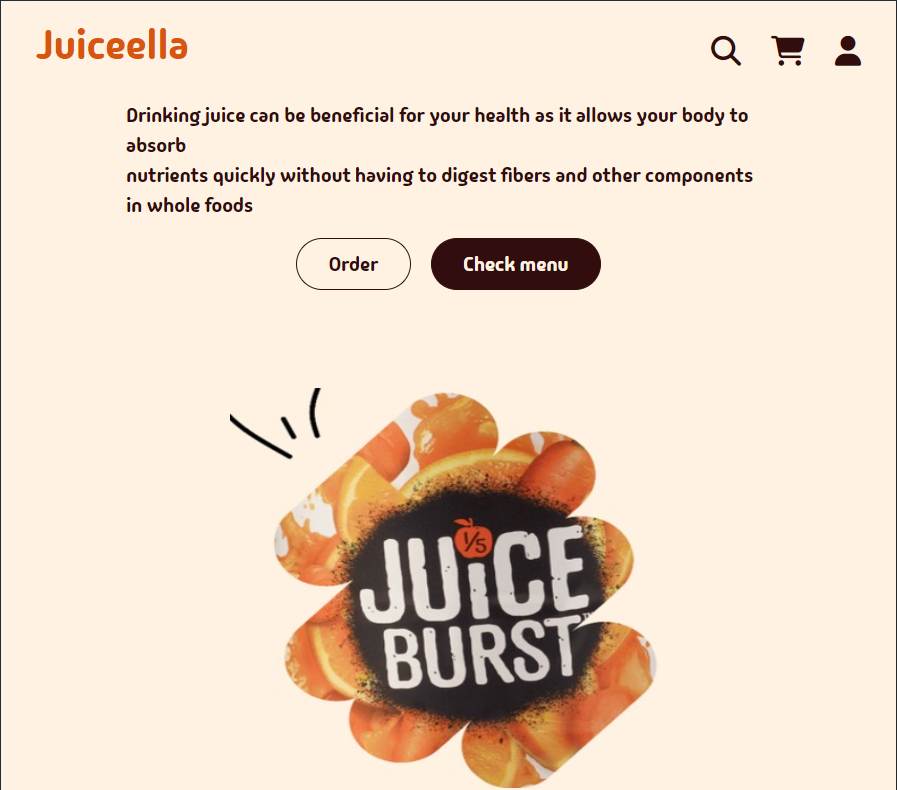 Juiceella
Drinking juice can be beneficial for your health as it allows your body to
absorb
nutrients quickly without having to digest fibers and other components
in whole foods
Order
Check menu
1/5
JUiCE
BURST™